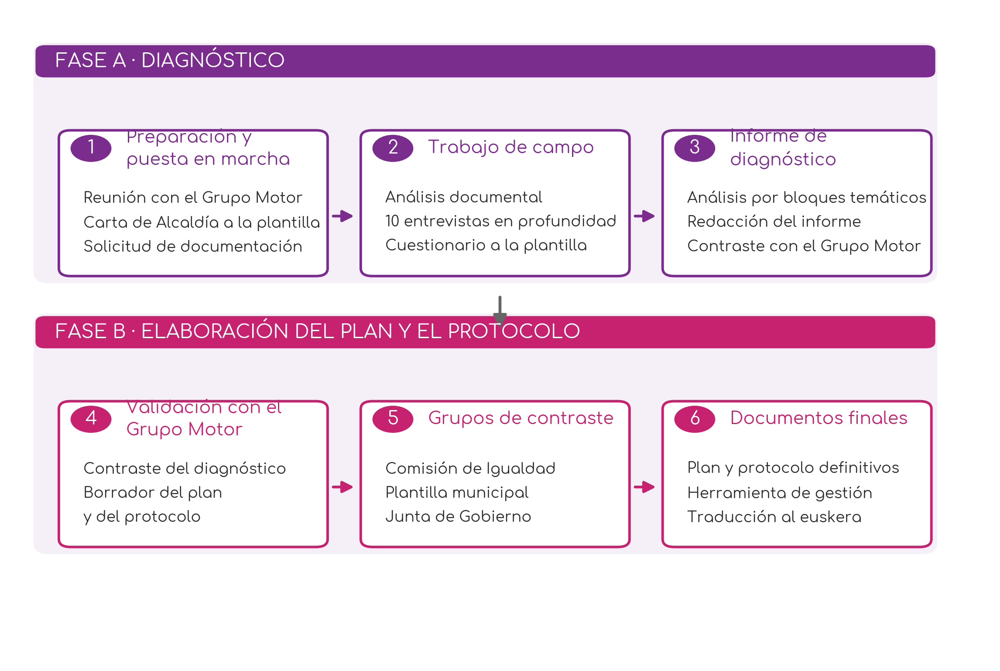 FASE A · DIAGNÓSTICO
1
Preparación y
puesta en marcha
Reunión con el Grupo Motor
Carta de Alcaldía a la plantilla
Solicitud de documentación
2
Trabajo de campo
Análisis documental
10 entrevistas en profundidad
Cuestionario a la plantilla
3
Informe de
diagnóstico
Análisis por bloques temáticos
Redacción del informe
Contraste con el Grupo Motor
FASE B · ELABORACIÓN DEL PLAN Y EL PROTOCOLO
4
Validación con el
Grupo Motor
Contraste del diagnóstico
Borrador del plan
y del protocolo
5
Grupos de contraste
Comisión de Igualdad
Plantilla municipal
Junta de Gobierno
6
Documentos finales
Plan y protocolo definitivos
Herramienta de gestión
Traducción al euskera